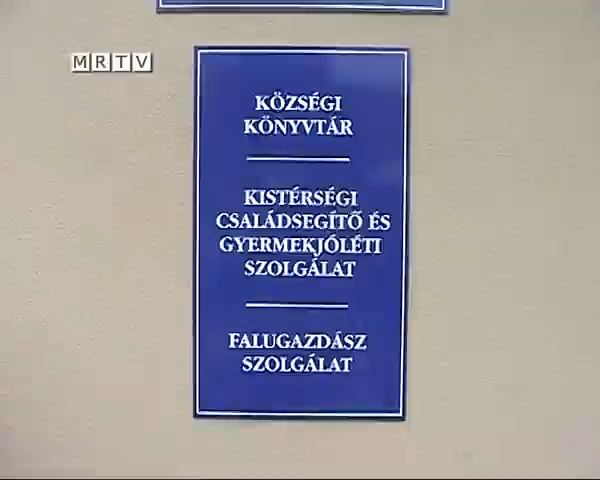 MRTV
KÖZSÉGI
KÖNYVTÁR
KISTÉRSÉGI
CSALÁDSEGÍTŐ ÉS
GYERMEKJÓLÉTI
SZOLGÁLAT
FALUGAZDÁSZ
SZOLGÁLAT